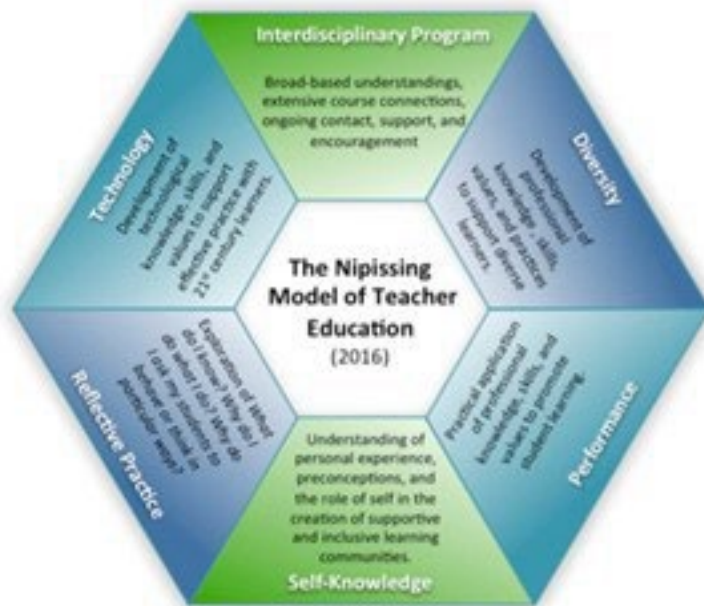 Interdisciplinary Program
Broad-based understandings,
extensive course connections,
ongoing contact, support, and
encouragement
Diversity
Development of
professional
knowledge, skills,
values, and practices
to support diverse
learners.
Performance
Practical application
of professional
knowledge, skills, and
values to promote
student learning.
Understanding of
personal experience,
preconceptions, and
the role of self in the
creation of supportive
and inclusive learning
communities.
Self-Knowledge
Reflective Practice
Exploration of What
do I know? Why do I
do what I do? Why do
I ask my students to
behave or think in
particular ways?
Technology
Development of
technological
knowledge, skills, and
values to support
effective practice with
21st century learners.
The Nipissing
Model of Teacher
Education
(2016)